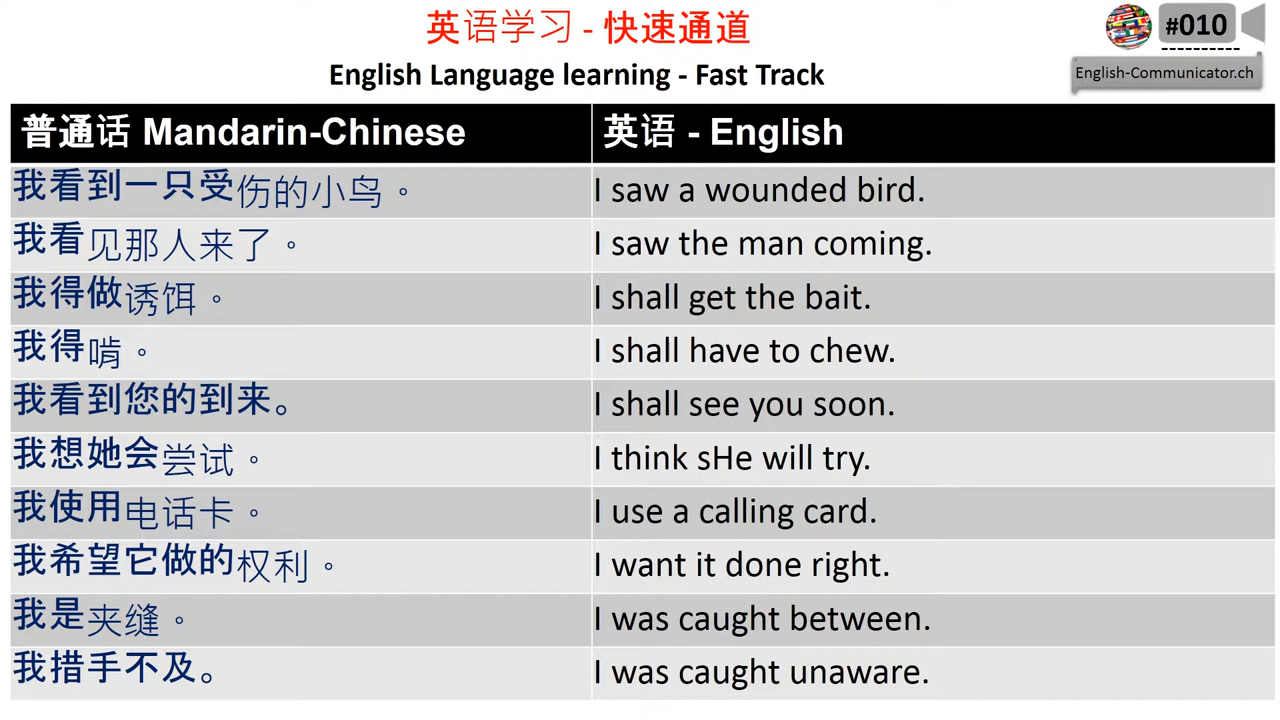 英语学习 - 快速通道
#010
English Language learning - Fast Track
English-Communicator.ch
普通话 Mandarin-Chinese
英语 - English
我看到一只受伤的小鸟。
I saw a wounded bird.
我看见那人来了。
I saw the man coming.
我得做诱饵。
I shall get the bait.
我得啃。
I shall have to chew.
我看到您的到来。
I shall see you soon.
我想她会尝试。
I think sHe will try.
我使用电话卡。
I use a calling card.
我希望它做的权利。
I want it done right.
我是夹缝。
I was caught between.
我措手不及。
I was caught unaware.